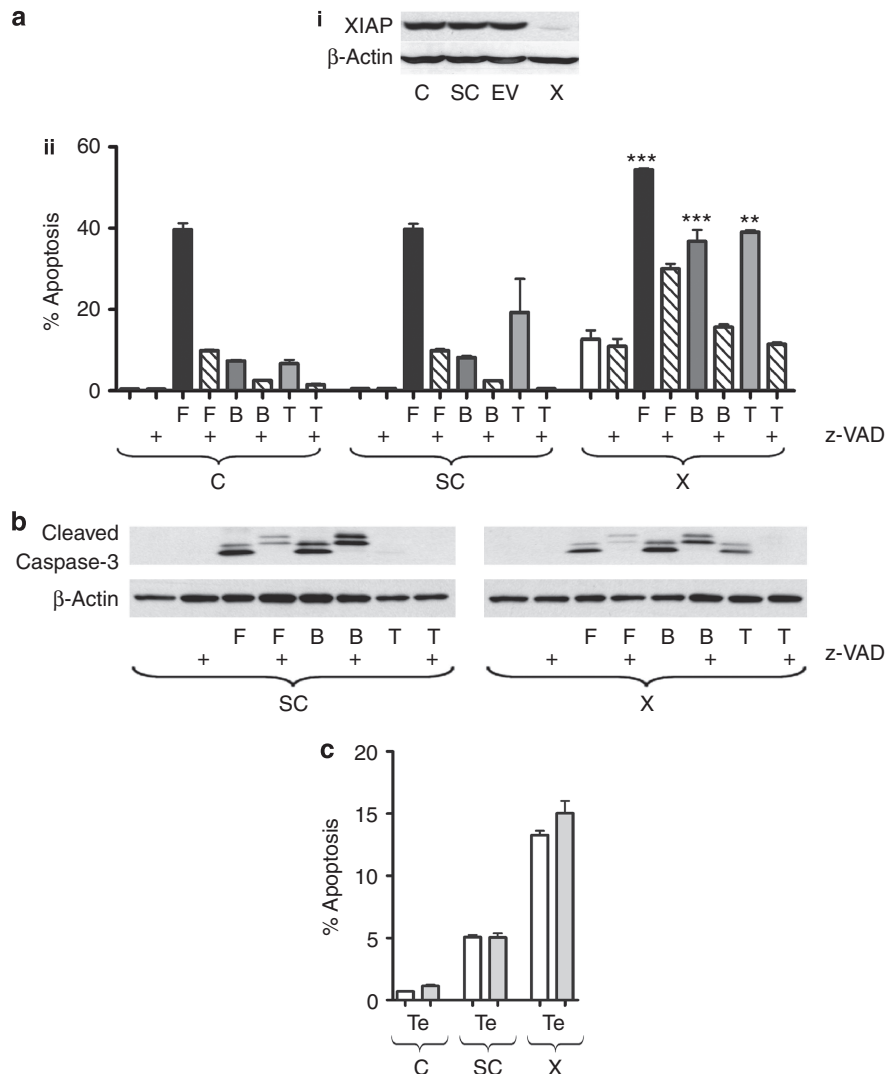 a
i
XIAP
β-Actin
C SC EV X
ii
% Apoptosis
60
40
20
0
*** *** **
F F B B T T F F B B T T F F B B T T
+ + + + + + + + + + + + z-VAD
C SC X
b
Cleaved
Caspase-3
β-Actin
F F B B T T F F B B T T
+ + + + + + + + z-VAD
SC X
c
% Apoptosis
20
15
10
5
0
Te Te Te
C SC X